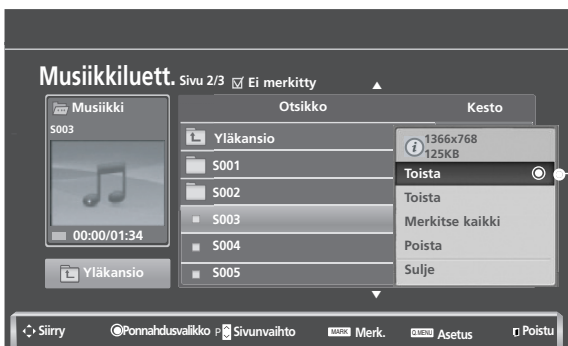 Musiikkiluett. Sivu 2/3 Ei merkitty
Musiikki
S003
00:00/01:34
Yläkansio
Otsikko Kesto
Yläkansio
S001
S002
S003
S004
S005
1366x768
125KB
Toista
Toista
Merkitse kaikki
Poista
Sulje
Siirry Ponnahdusvalikko P Sivunvaihto MARK Merk. Q.MENU Asetus Poistu